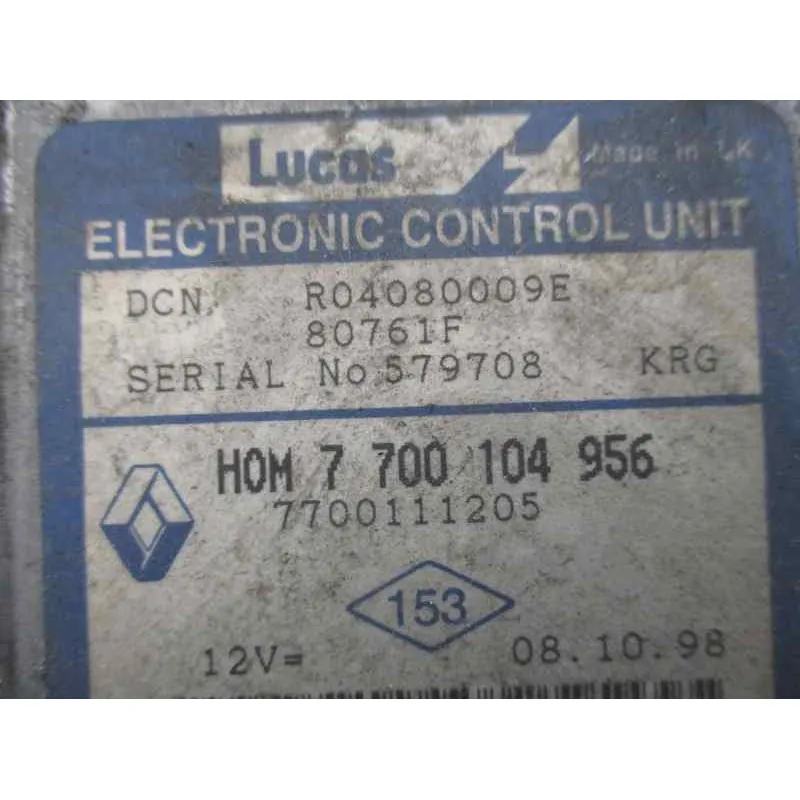 Lucas Made in UK
ELECTRONIC CONTROL UNIT
DCN. R04080009E
80761F
SERIAL No 579708 KRG
HOM 7 700 104 956
7700111205
153
12V= 08.10.98